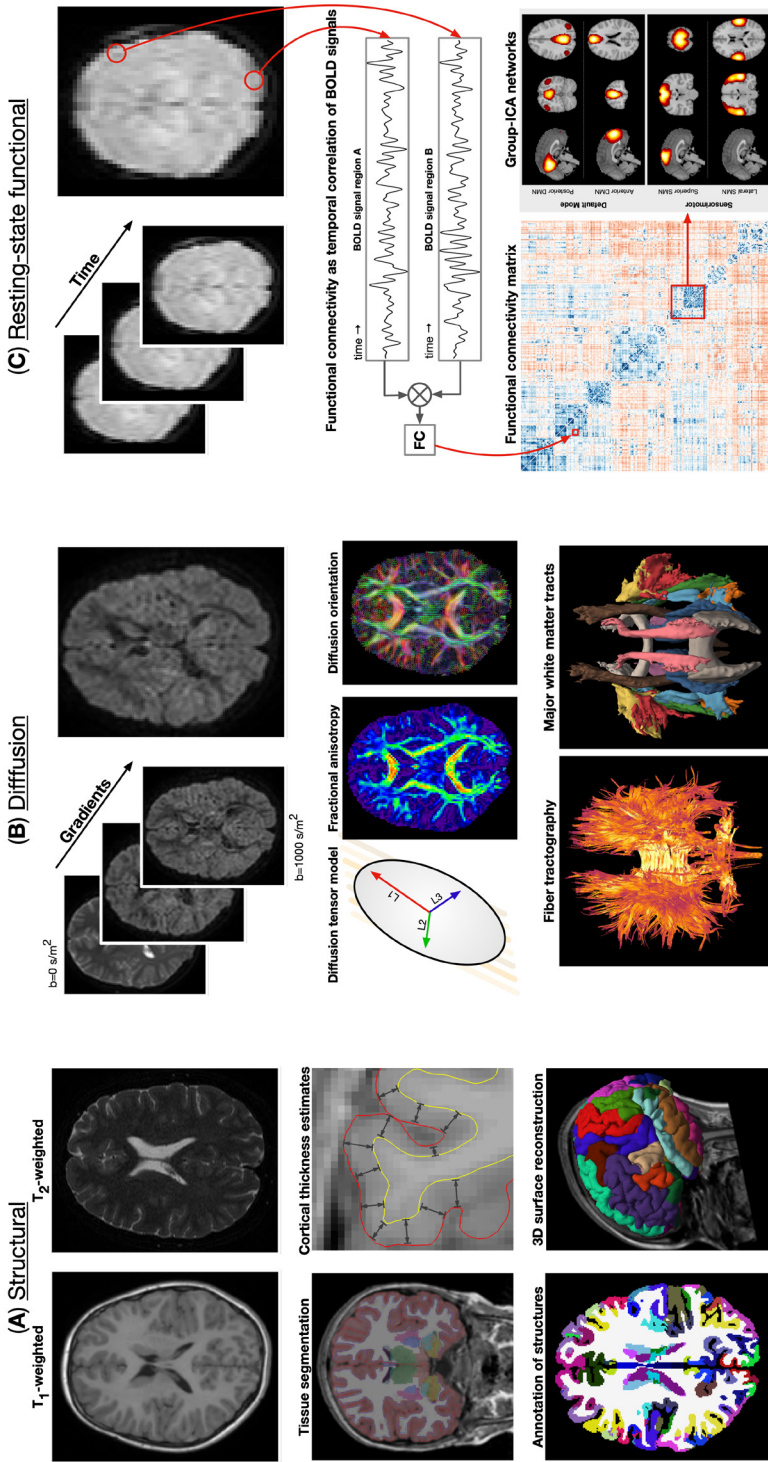 (A) Structural
T1-weighted
T2-weighted
Tissue segmentation
Cortical thickness estimates
Annotation of structures
3D surface reconstruction
(B) Diffusion
b=0 s/m2
Gradients
b=1000 s/m2
Diffusion tensor model
L1
L2
L3
Fractional anisotropy
Diffusion orientation
Fiber tractography
Major white matter tracts
(C) Resting-state functional
Time
Functional connectivity as temporal correlation of BOLD signals
time →
BOLD signal region A
time →
BOLD signal region B
FC
Functional connectivity matrix
Group-ICA networks
Default Mode
Posterior DMN
Anterior DMN
Sensorimotor
Superior SMN
Lateral SMN